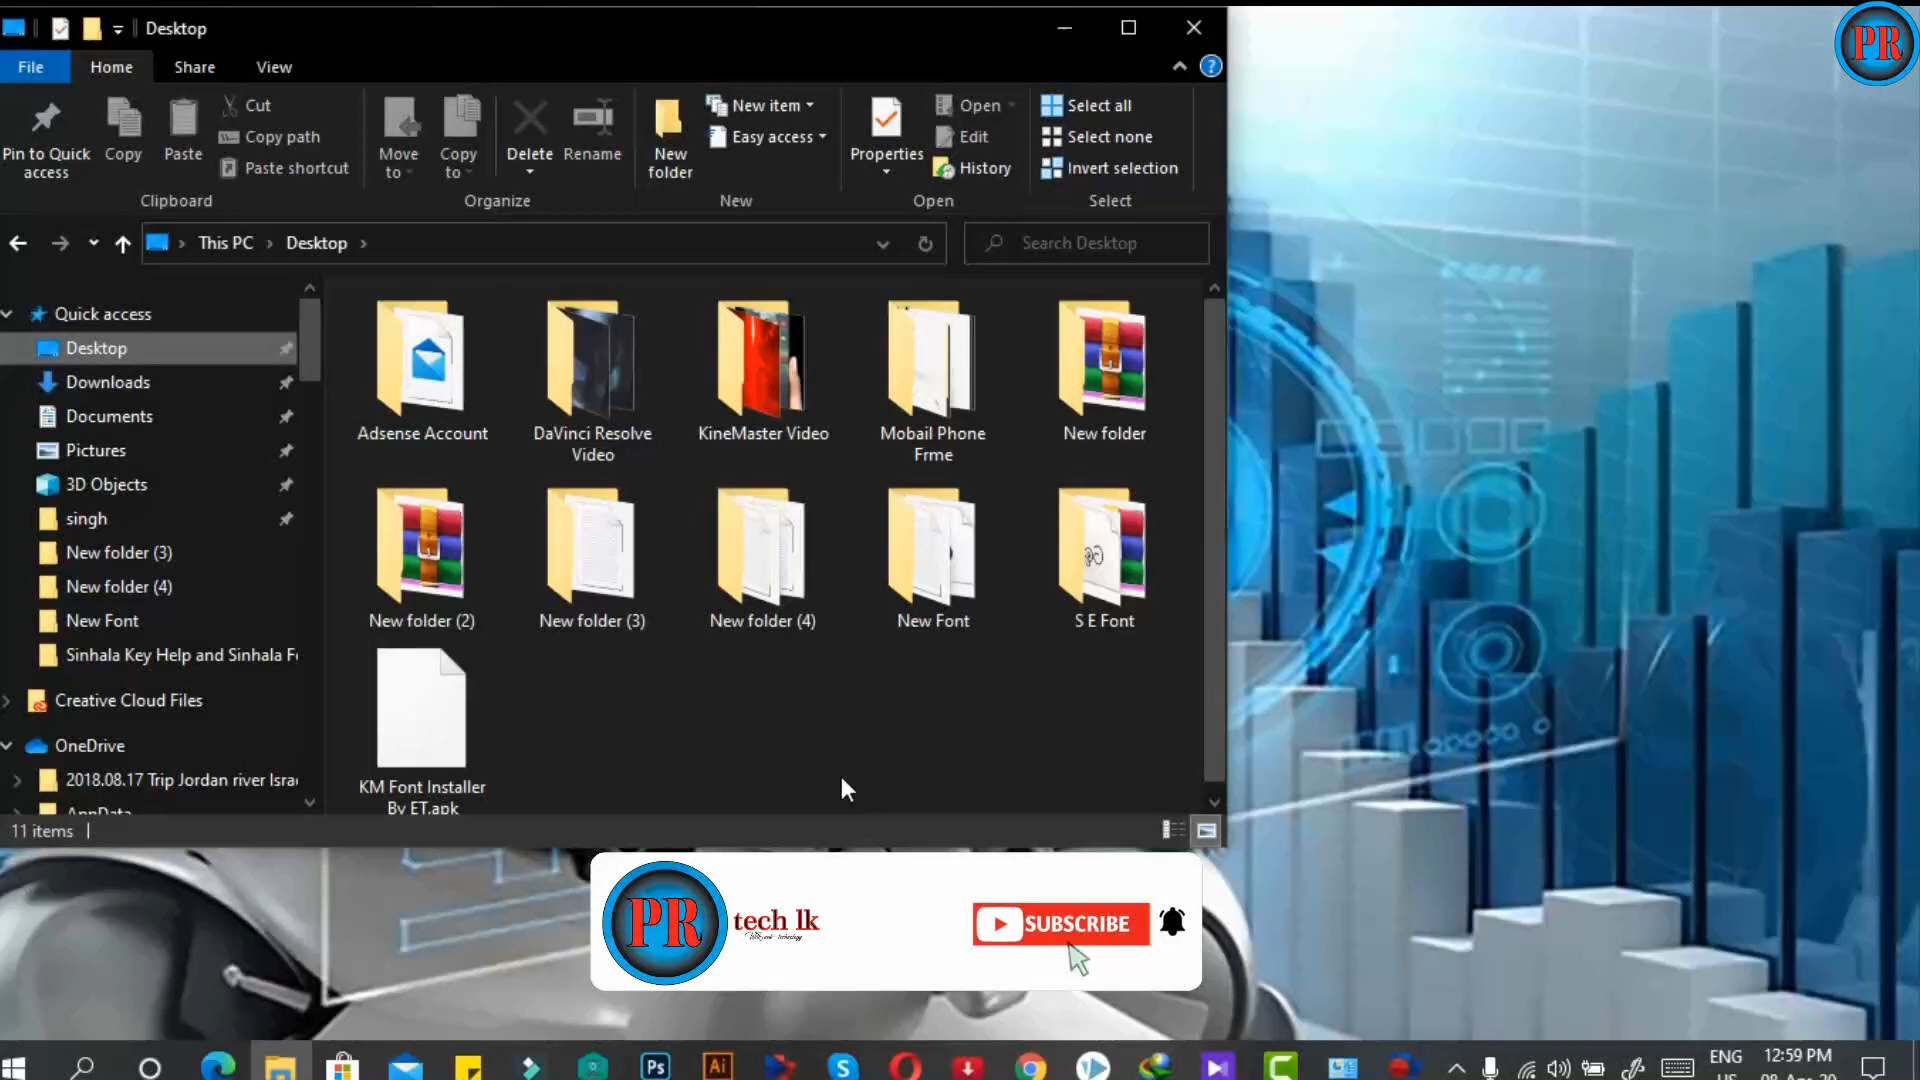 Desktop
PR
File
Home
Share
View
Pin to Quick access
Copy
Paste
Cut
Copy path
Paste shortcut
Clipboard
Move to
Copy to
Delete
Rename
Organize
New folder
New item
Easy access
New
Properties
Open
Edit
History
Open
Select all
Select none
Invert selection
Select
This PC
Desktop
Search Desktop
Quick access
Desktop
Downloads
Documents
Pictures
3D Objects
singh
New folder (3)
New folder (4)
New Font
Sinhala Key Help and Sinhala Fo
Creative Cloud Files
OneDrive
2018.08.17 Trip Jordan river Isra
AppData
Adsense Account
DaVinci Resolve
Video
KineMaster Video
Mobail Phone
Frme
New folder
New folder (2)
New folder (3)
New folder (4)
New Font
S E Font
KM Font Installer
By ET.apk
11 items
PR
tech lk
SUBSCRIBE
Ps
Ai
ENG
12:59 PM